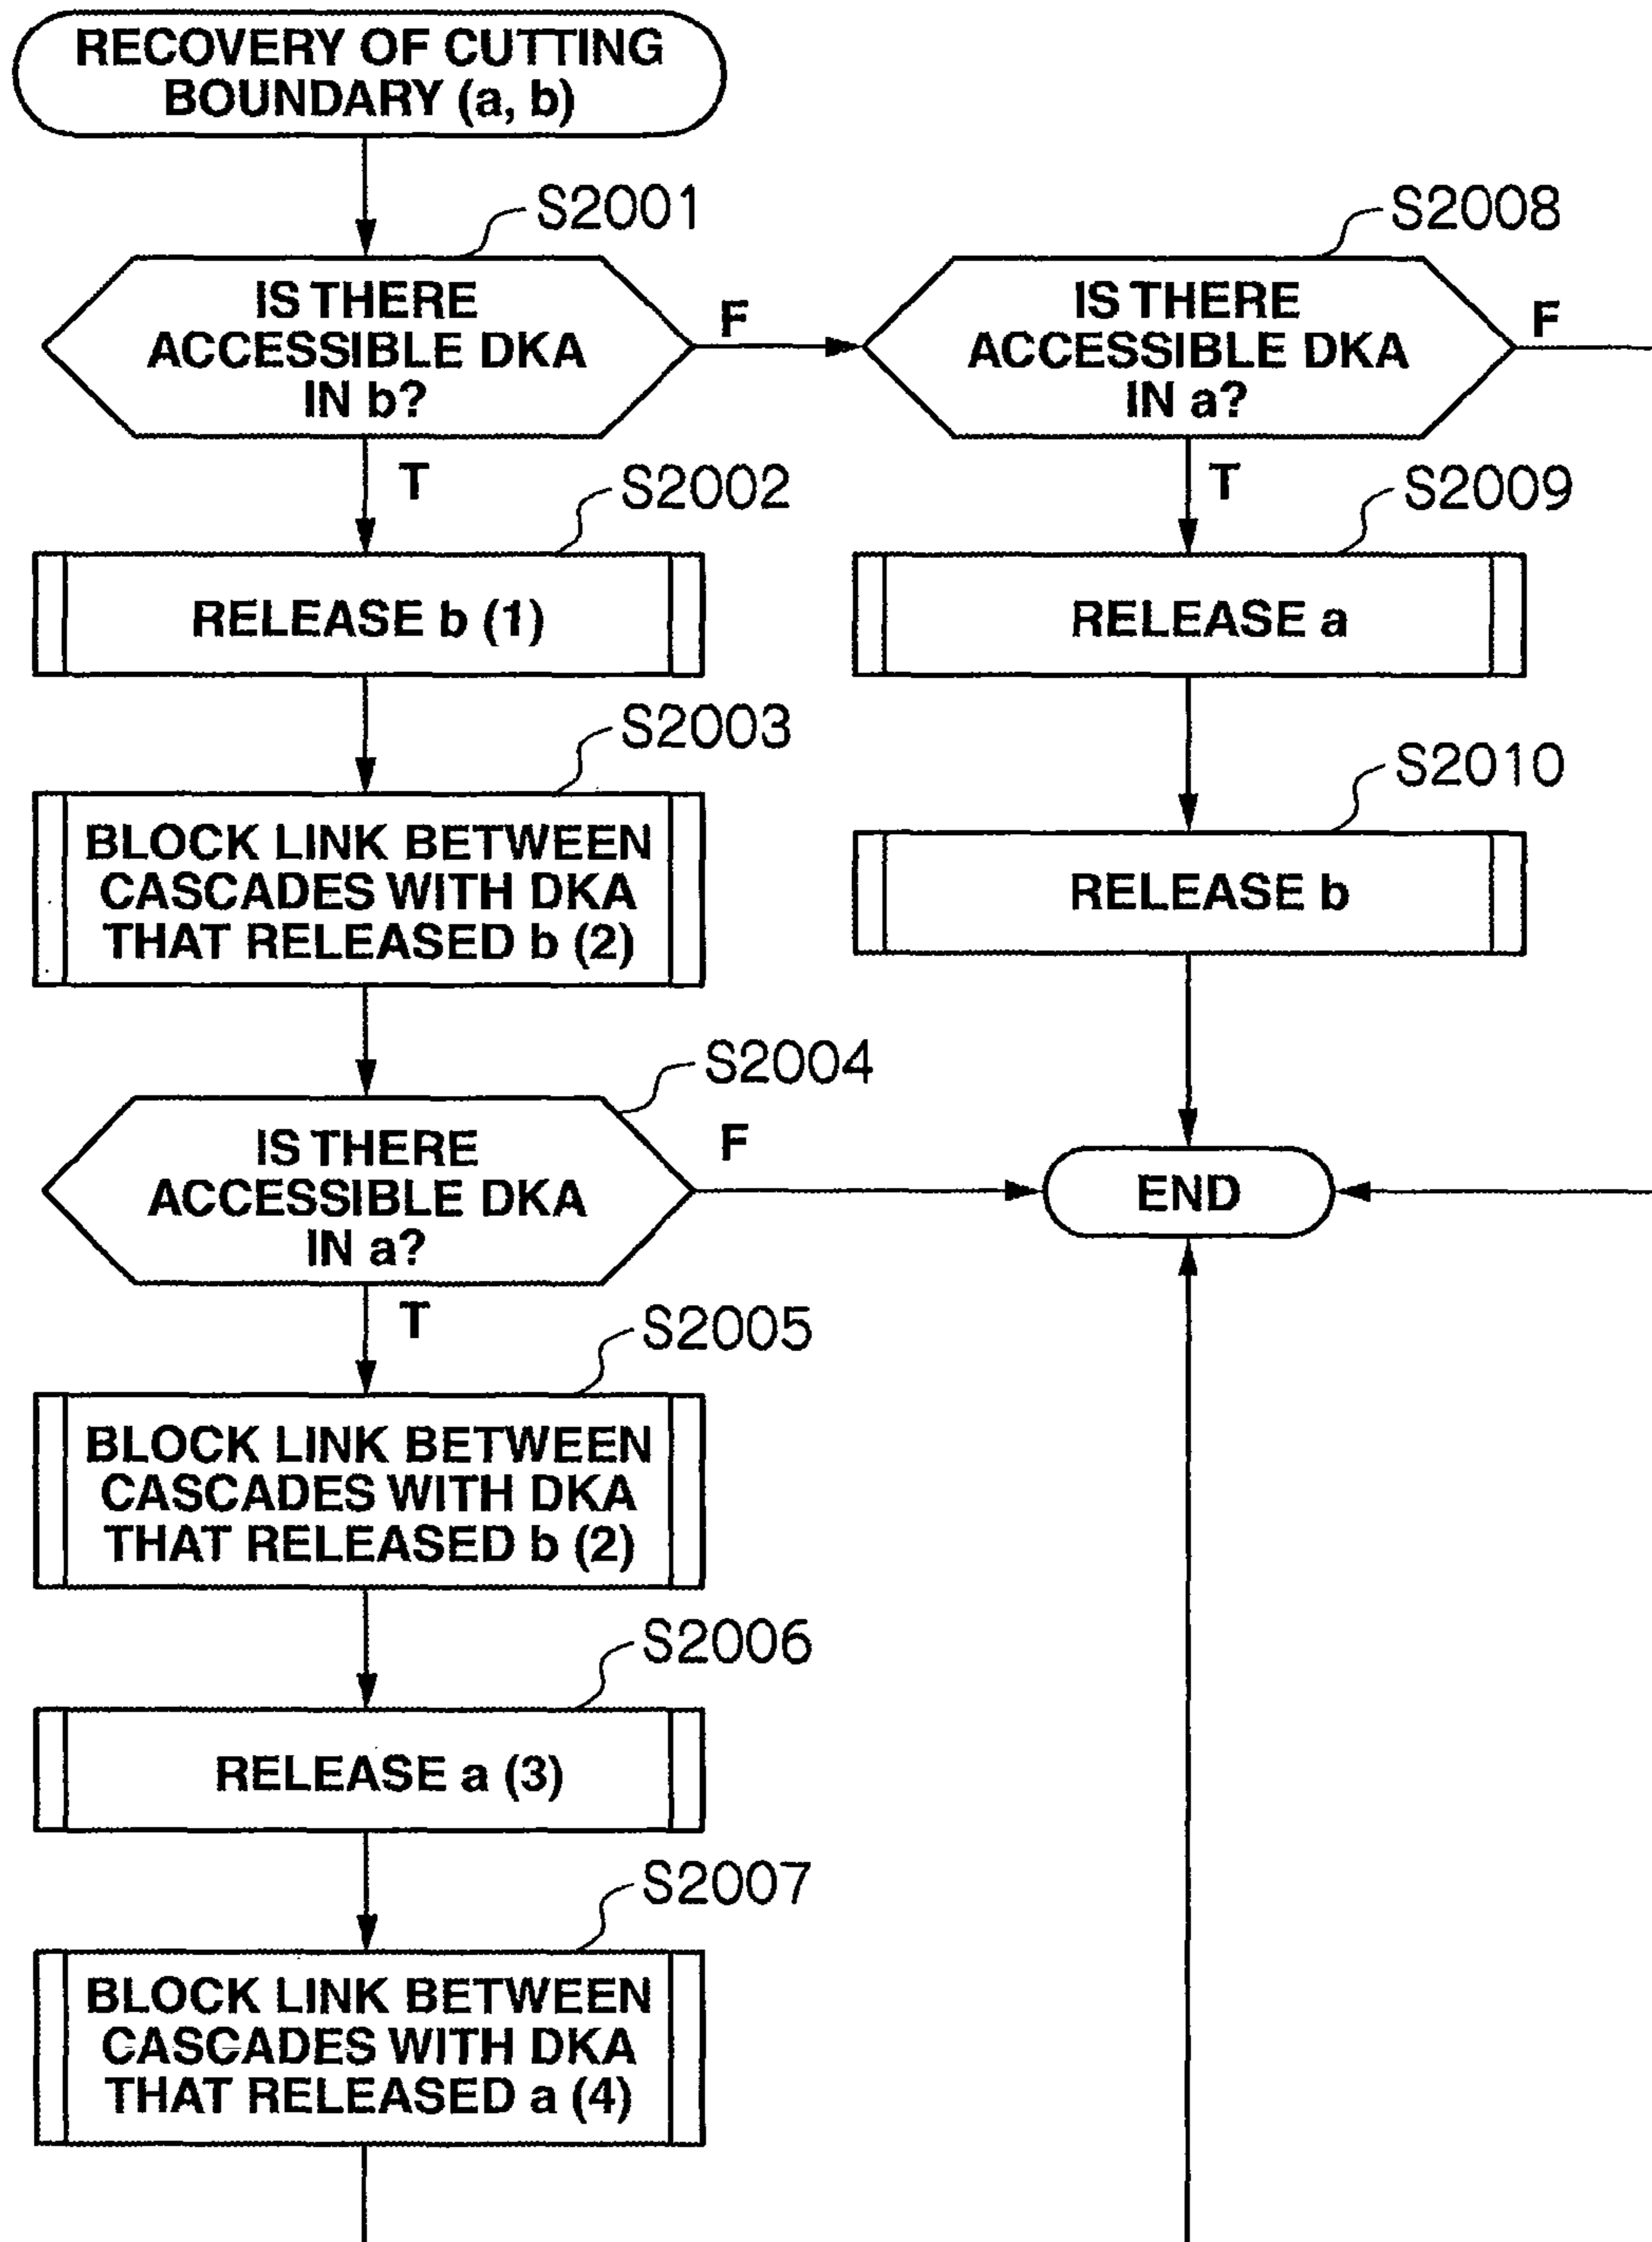 RECOVERY OF CUTTING
BOUNDARY (a, b)
S2001
IS THERE
ACCESSIBLE DKA
IN b?
F
T
S2002
RELEASE b (1)
S2003
BLOCK LINK BETWEEN
CASCADES WITH DKA
THAT RELEASED b (2)
S2004
IS THERE
ACCESSIBLE DKA
IN a?
F
T
S2005
BLOCK LINK BETWEEN
CASCADES WITH DKA
THAT RELEASED b (2)
S2006
RELEASE a (3)
S2007
BLOCK LINK BETWEEN
CASCADES WITH DKA
THAT RELEASED a (4)
S2008
IS THERE
ACCESSIBLE DKA
IN a?
F
T
S2009
RELEASE a
S2010
RELEASE b
END